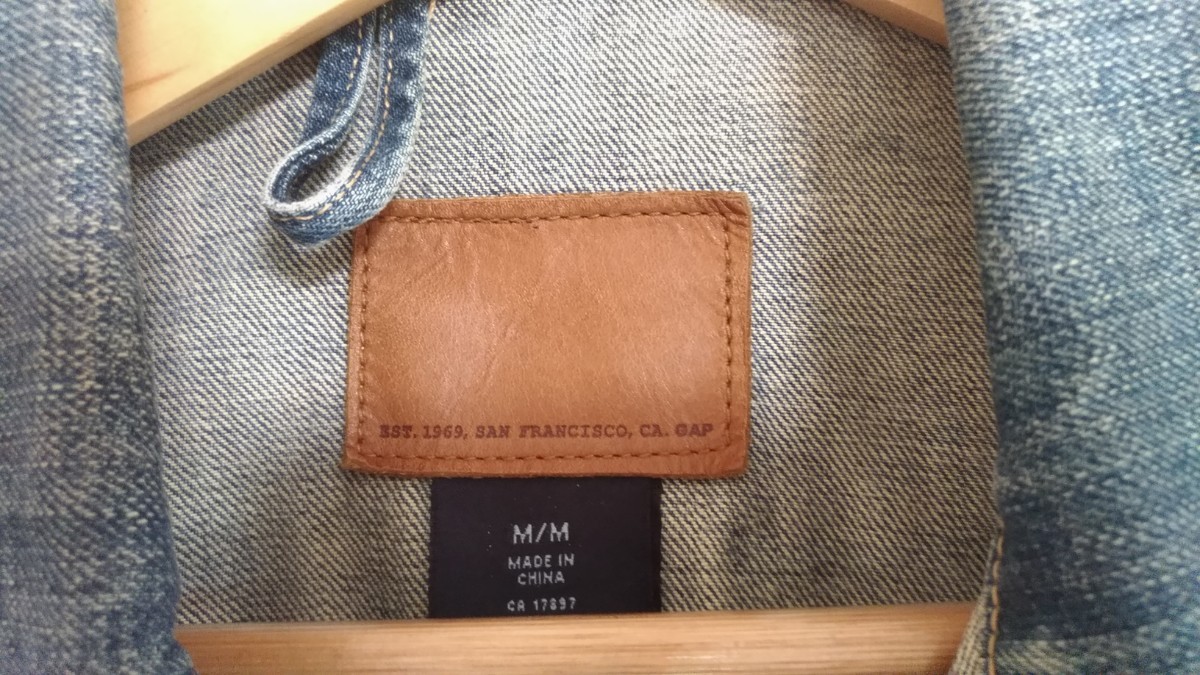 EST. 1969, SAN FRANCISCO, CA. GAP
M/M
MADE IN
CHINA
CA 17897